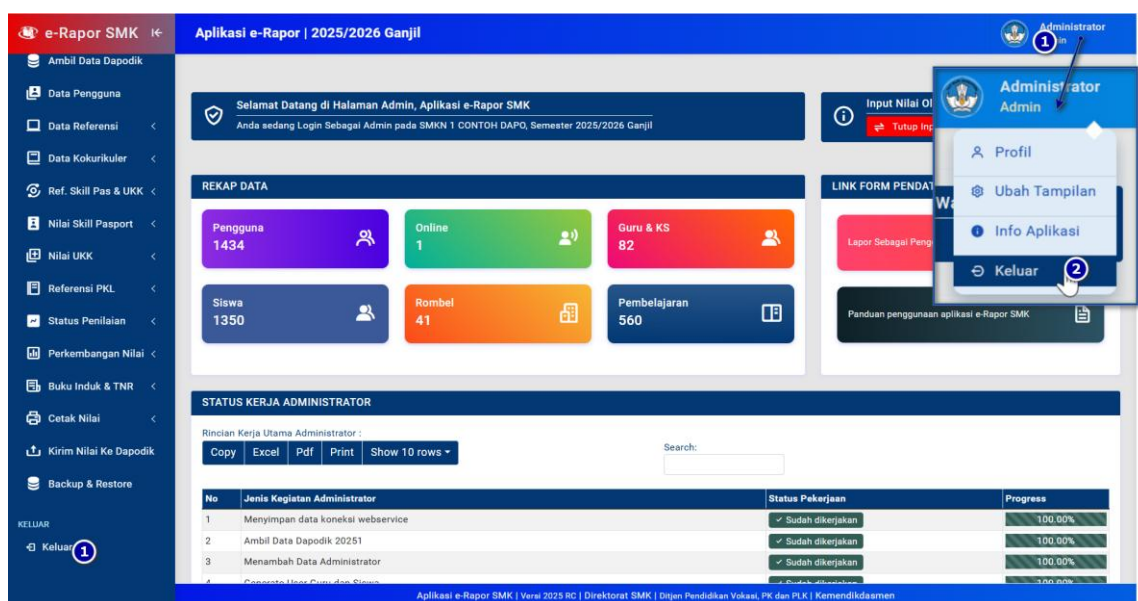 e-Rapor SMK
Ambil Data Dapodik
Data Pengguna
Data Referensi
Data Kokurikuler
Ref. Skill Pas & UKK
Nilai Skill Pasport
Nilai UKK
Referensi PKL
Status Penilaian
Perkembangan Nilai
Buku Induk & TNR
Cetak Nilai
Kirim Nilai Ke Dapodik
Backup & Restore
KELUAR
Keluar
1
Aplikasi e-Rapor | 2025/2026 Ganjil
Administrator
1
Selamat Datang di Halaman Admin, Aplikasi e-Rapor SMK
Anda sedang Login Sebagai Admin pada SMKN 1 CONTOH DAPO, Semester 2025/2026 Ganjil
Input Nilai
Tutup
Administrator
Admin
Profil
Ubah Tampilan
Info Aplikasi
Keluar
2
REKAP DATA
Pengguna
1434
Online
1
Guru & KS
82
Siswa
1350
Rombel
41
Pembelajaran
560
LINK FORM
Lapor Sebagai
Panduan penggunaan aplikasi e-Rapor SMK
STATUS KERJA ADMINISTRATOR
Rincian Kerja Utama Administrator :
Copy Excel Pdf Print Show 10 rows
Search:
No Jenis Kegiatan Administrator Status Pekerjaan Progress
1 Menyimpan data koneksi webservice Sudah dikerjakan 100.00%
2 Ambil Data Dapodik 20251 Sudah dikerjakan 100.00%
3 Menambah Data Administrator Sudah dikerjakan 100.00%
Aplikasi e-Rapor SMK | Versi 2025 RC | Direktorat SMK | Ditjen Pendidikan Vokasi, PK dan PLK | Kemendikdasmen